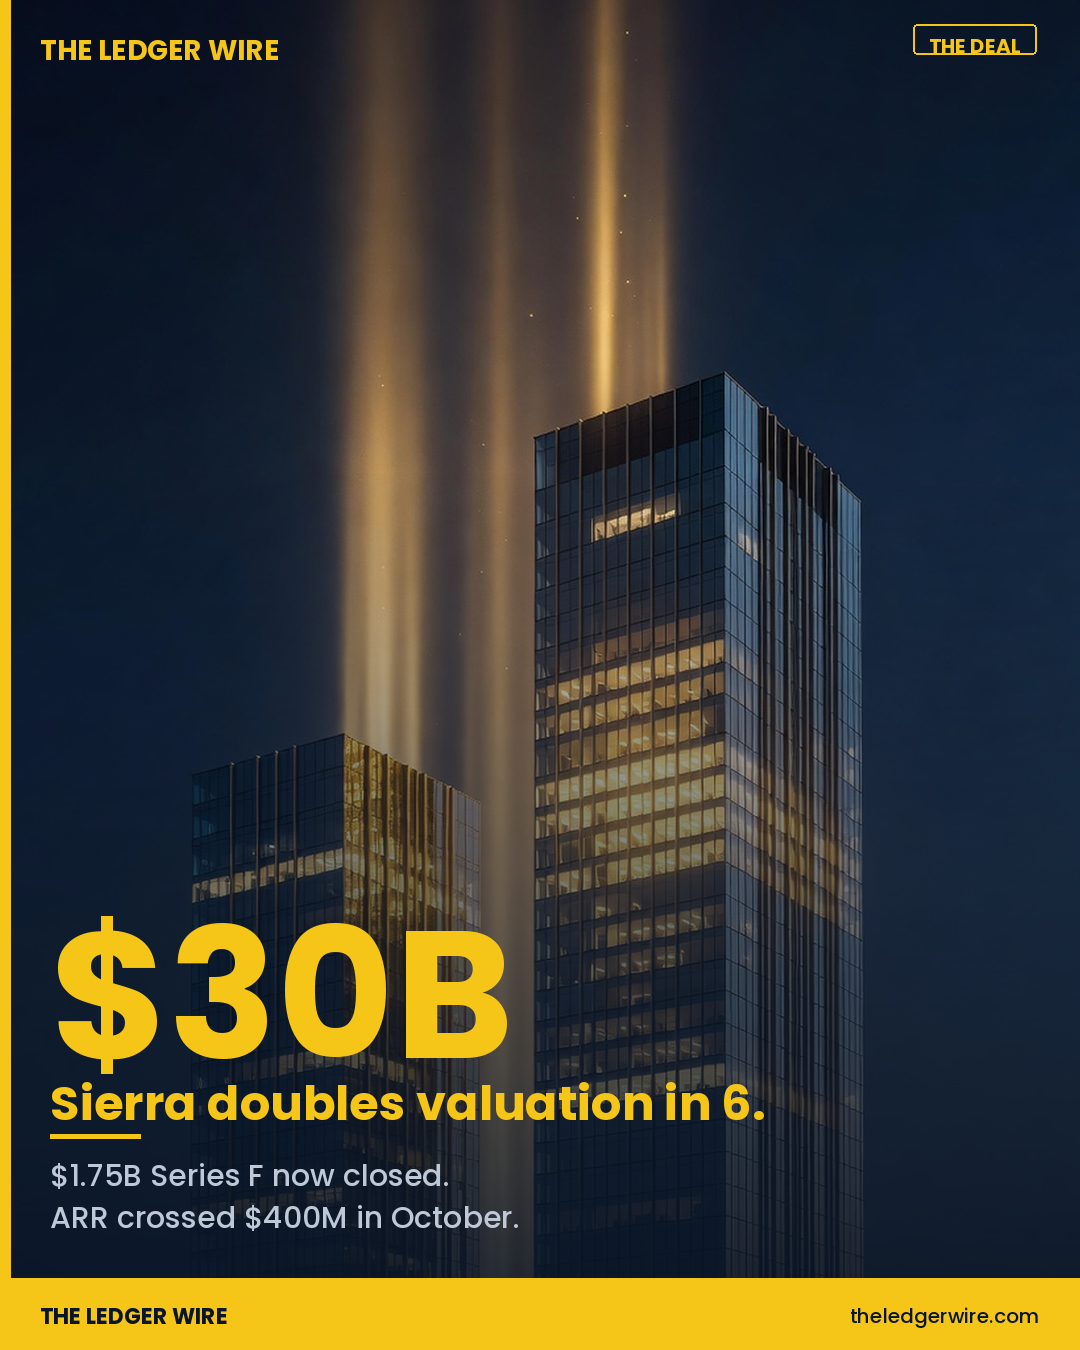 THE LEDGER WIRE
THE DEAL
$30B
Sierra doubles valuation in 6.
$1.75B Series F now closed.
ARR crossed $400M in October.
THE LEDGER WIRE
theledgerwire.com